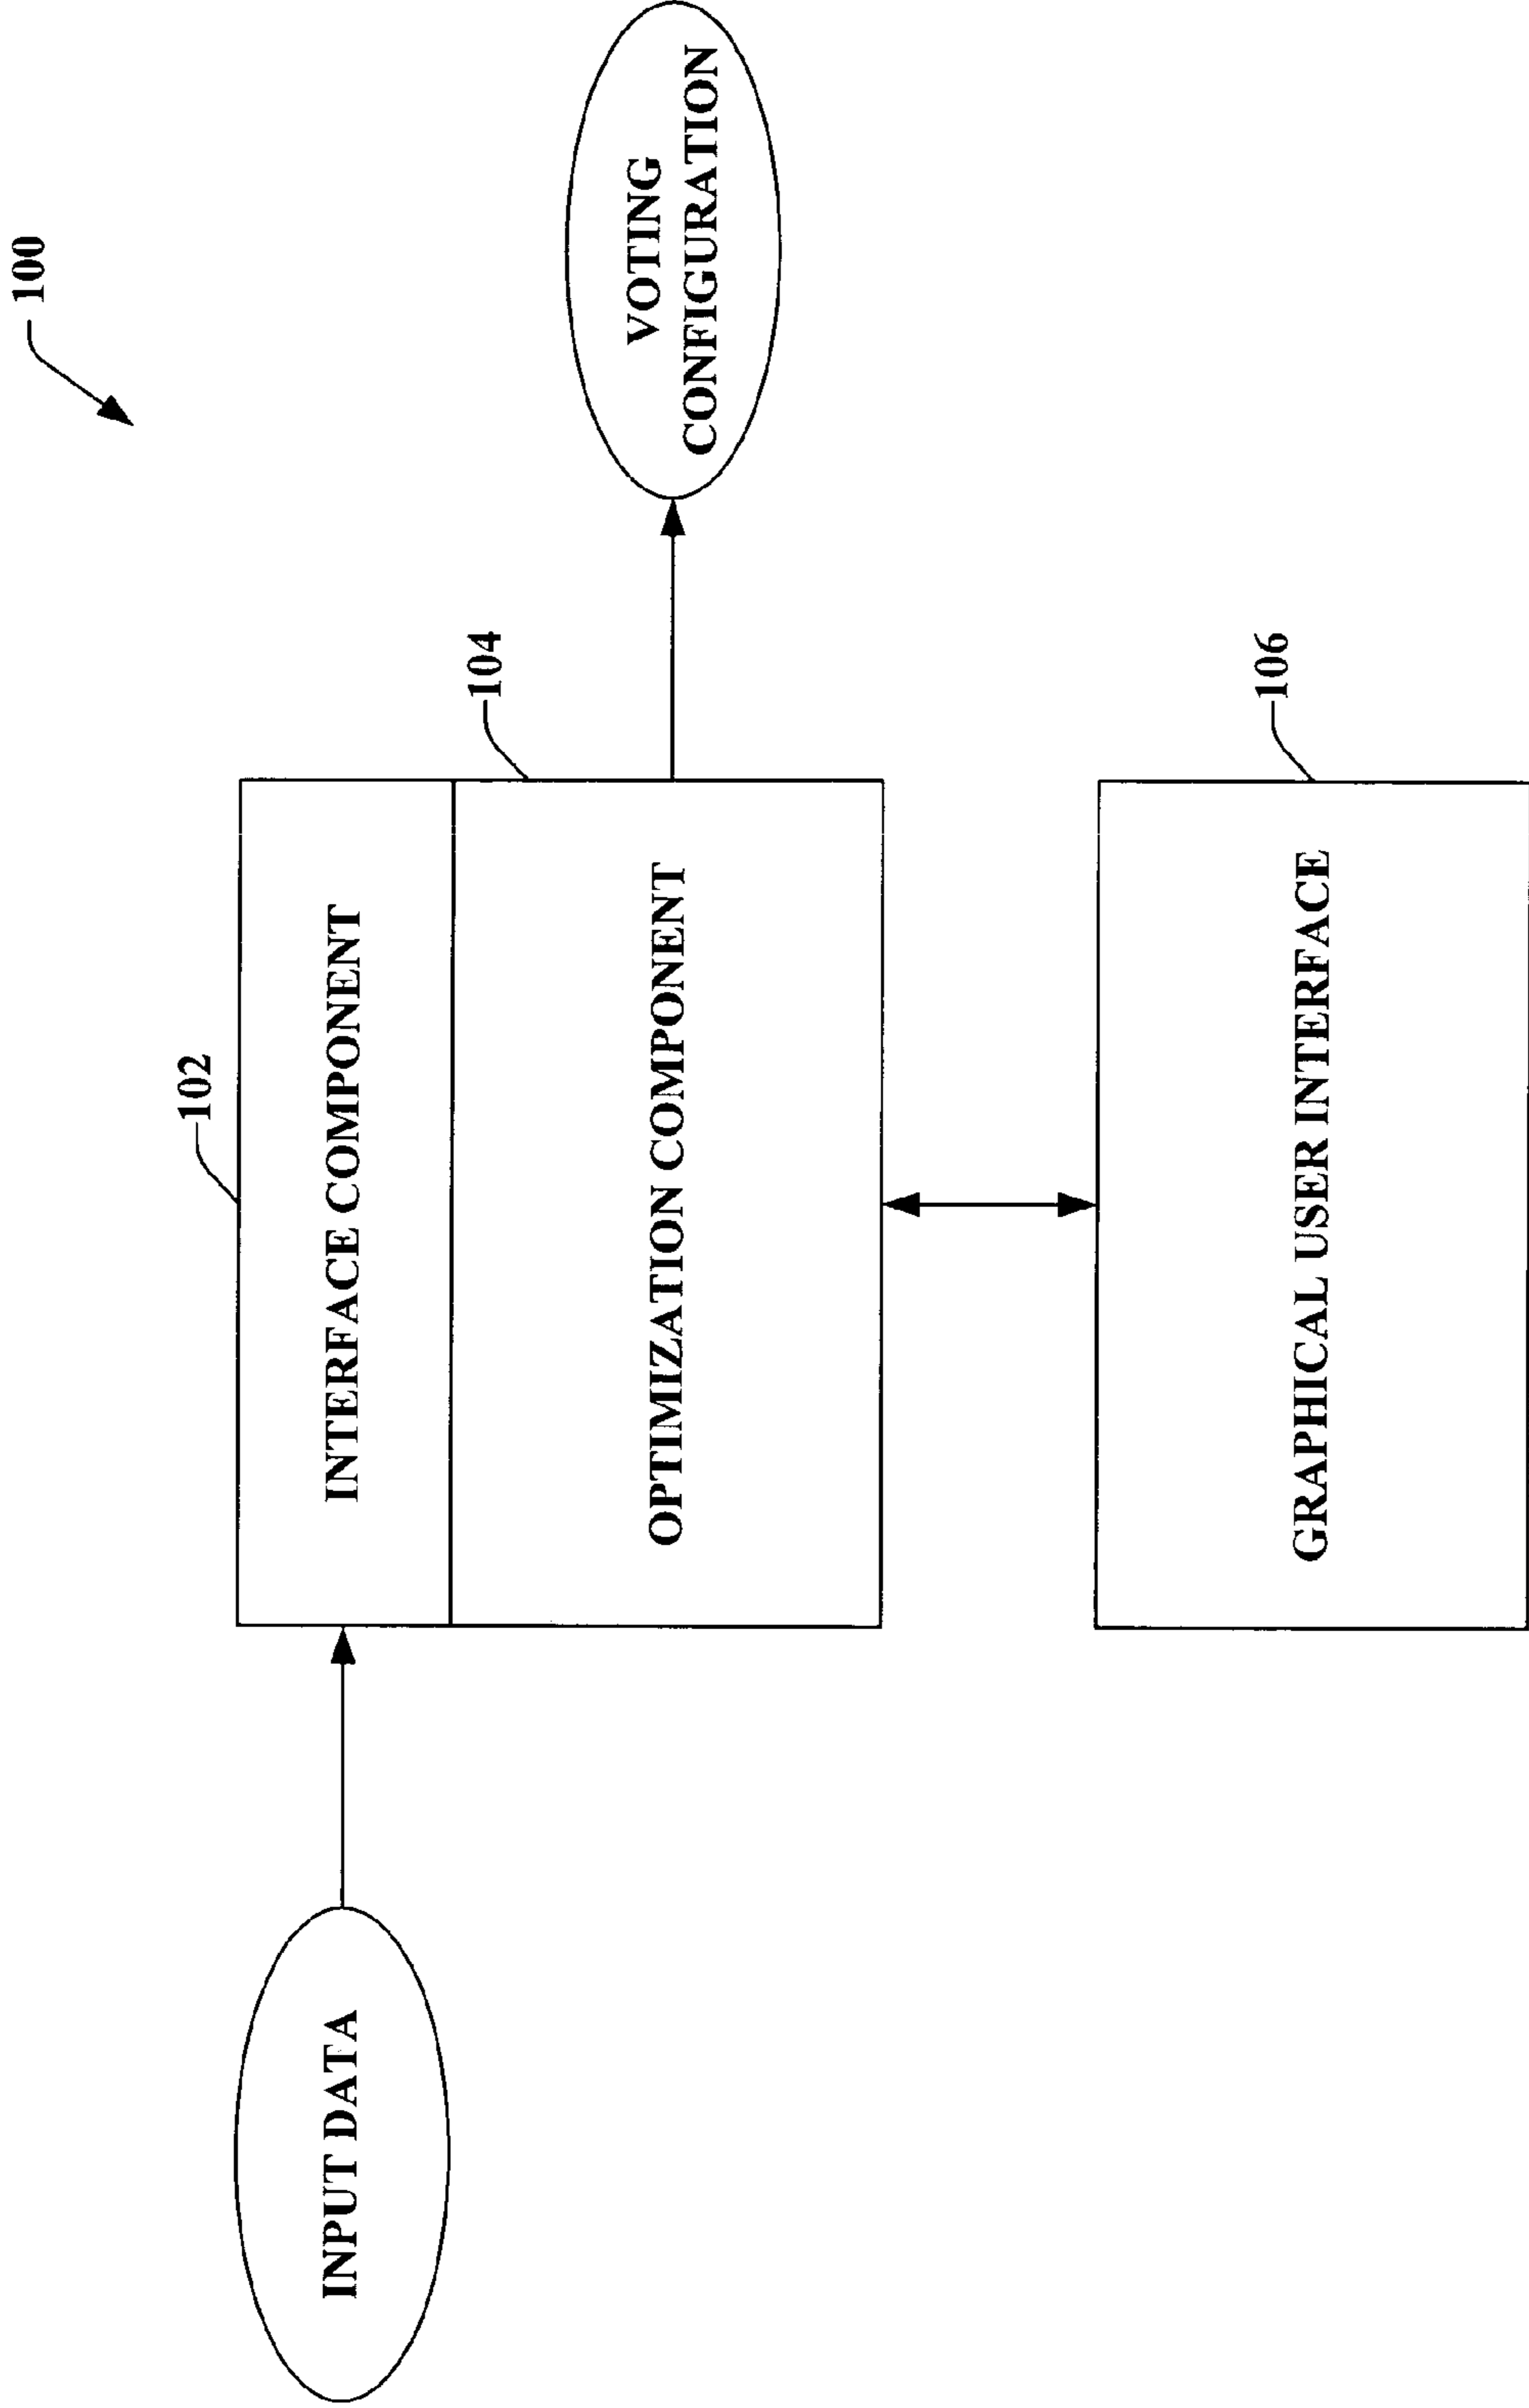 100
102
INTERFACE COMPONENT
INPUT DATA
104
OPTIMIZATION COMPONENT
VOTING
CONFIGURATION
106
GRAPHICAL USER INTERFACE